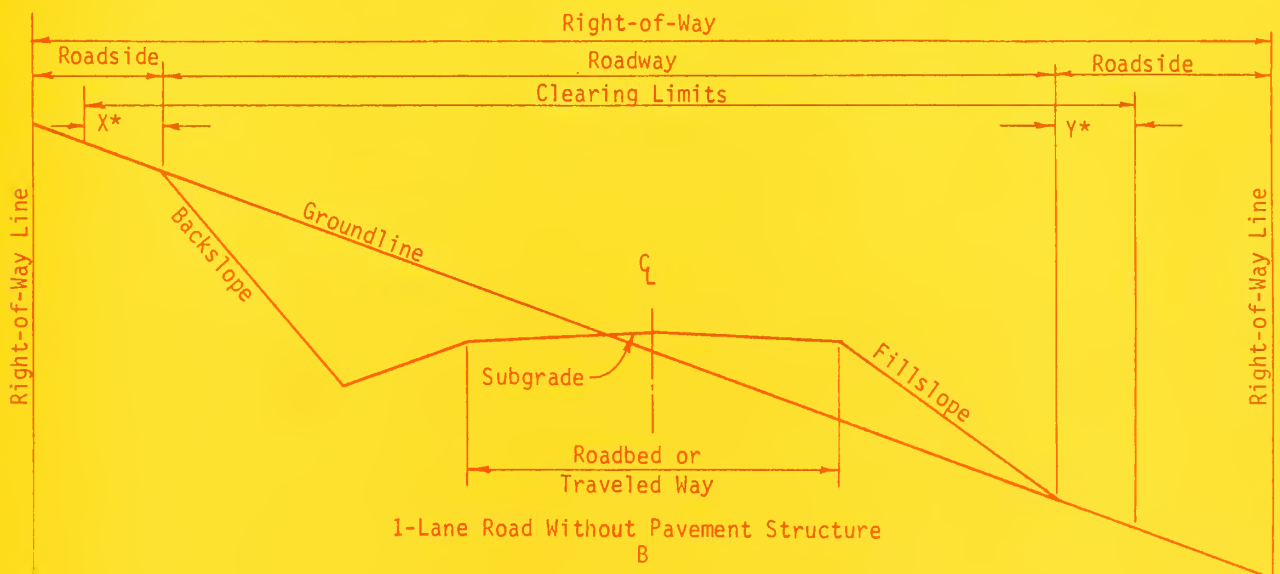 Right-of-Way
Roadside
Roadway
Roadside
Clearing Limits
X*
Y*
Right-of-Way Line
Backslope
Groundline
℄
Subgrade
Fillslope
Right-of-Way Line
Roadbed or
Traveled Way
1-Lane Road Without Pavement Structure
B